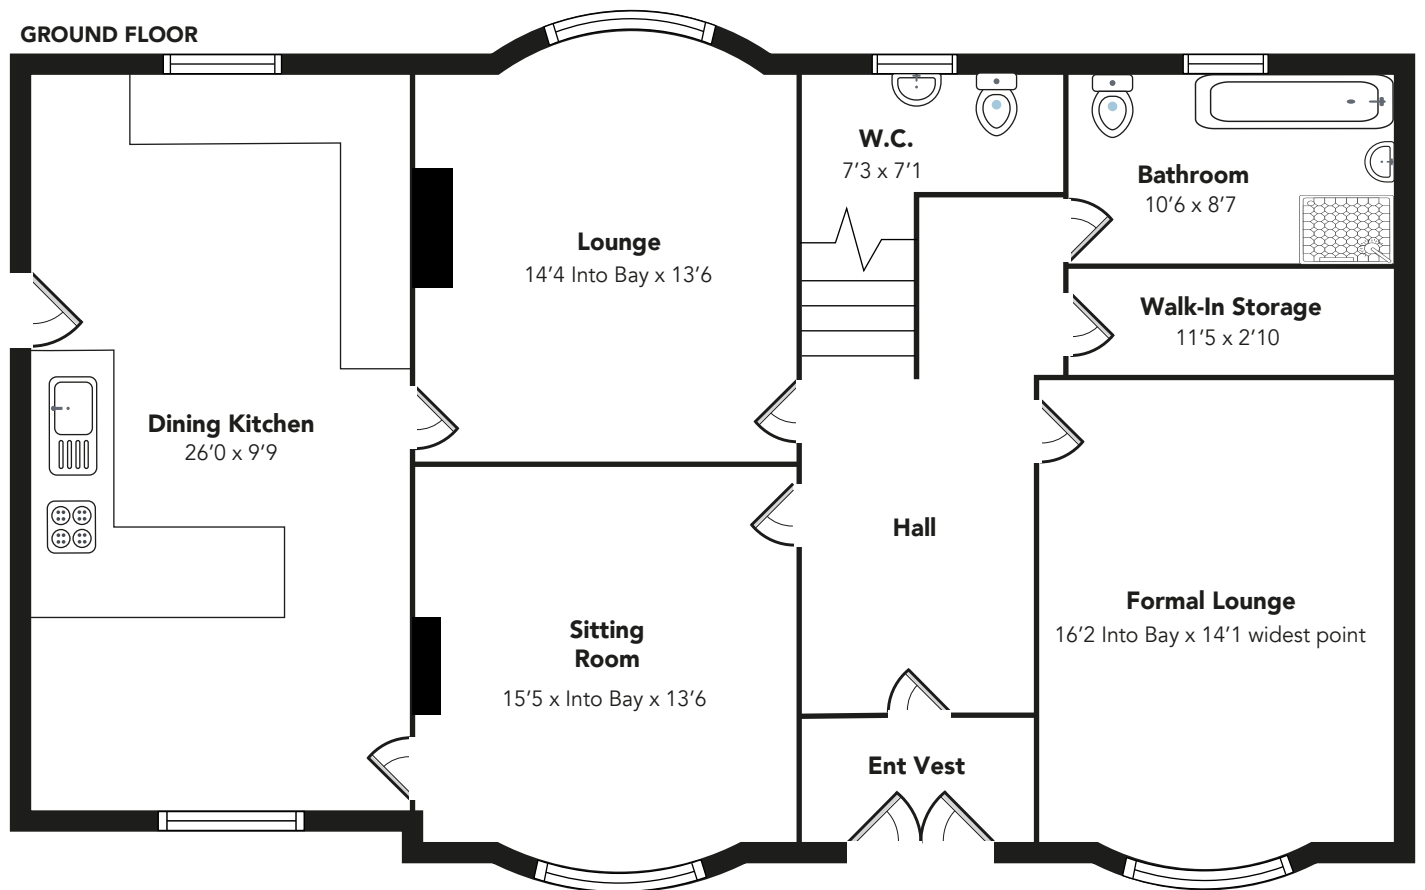 GROUND FLOOR
W.C.
7’3 x 7’1
Bathroom
10’6 x 8’7
Lounge
14’4 Into Bay x 13’6
Walk-In Storage
11’5 x 2’10
Dining Kitchen
26’0 x 9’9
Hall
Formal Lounge
16’2 Into Bay x 14’1 widest point
Sitting
Room
15’5 x Into Bay x 13’6
Ent Vest